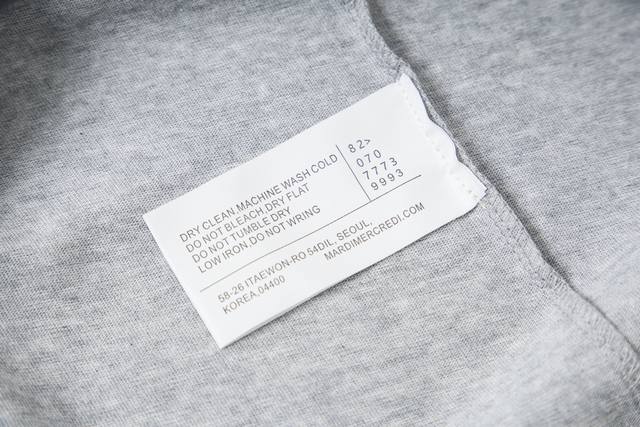 DRY CLEAN.MACHINE WASH COLD
DO NOT BLEACH.DRY FLAT
DO NOT TUMBLE DRY
LOW IRON.DO NOT WRING
82>
070
7773
9993
58-26 ITAEWON-RO 54DIL, SEOUL,
KOREA,04400 MARDIMERCREDI.COM